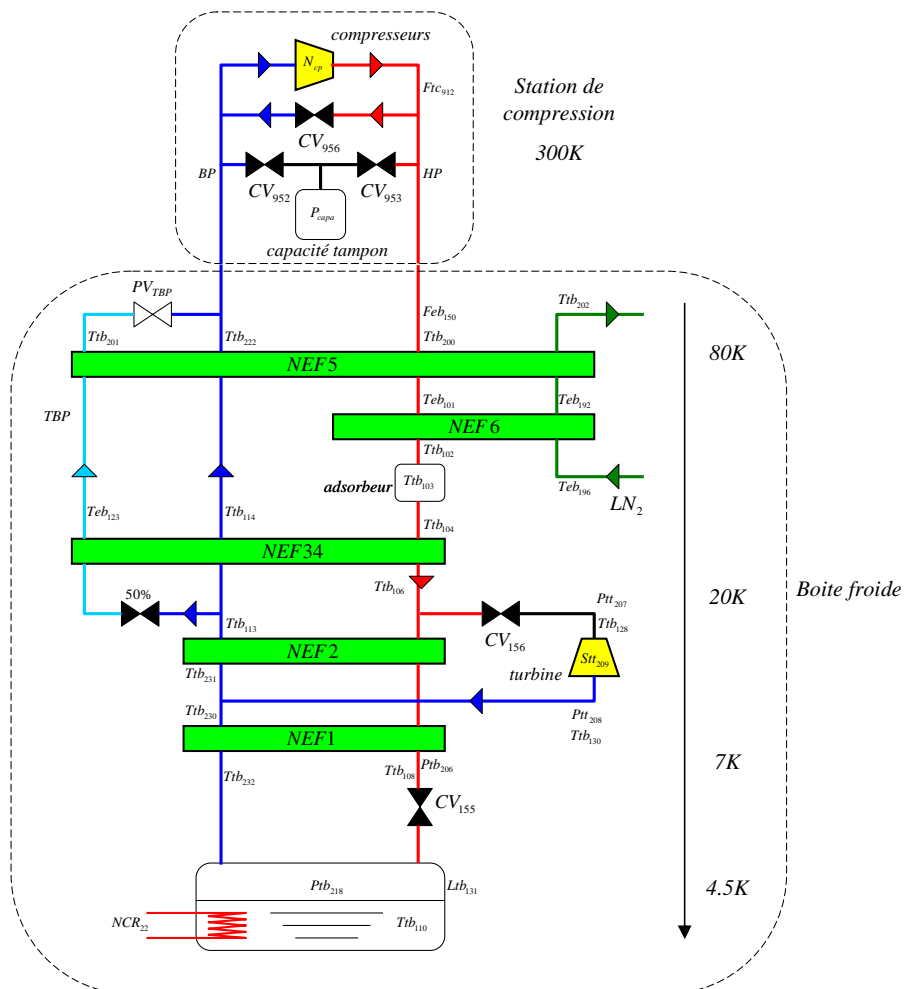 compresseurs
N_cp
Ftc_912
Station de
compression
300K
CV_956
BP
HP
CV_952
CV_953
P_capa
capacité tampon
PV_TBP
Ttb_202
Feb_150
Ttb_201
Ttb_222
Ttb_200
80K
NEF5
TBP
Teb_101
Teb_192
NEF6
Ttb_102
adsorbeur
Ttb_103
Teb_196
LN_2
Teb_123
Ttb_114
Ttb_104
NEF34
50%
Ttb_106
Ptt_207
20K
Boite froide
Ttb_113
CV_156
Ttb_128
NEF2
Stt_209
Ttb_231
turbine
Ttb_230
Ptt_208
Ttb_130
NEF1
Ptb_206
7K
Ttb_232
Ttb_108
CV_155
Ptb_218
Ltb_131
4.5K
NCR_22
Ttb_110